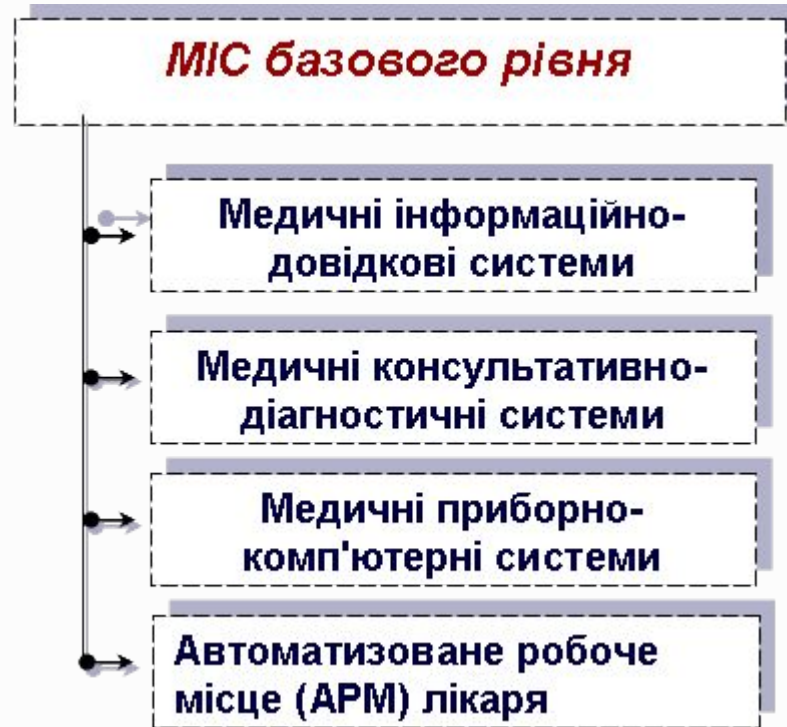 МІС базового рівня
Медичні інформаційно-
довідкові системи
Медичні консультативно-
діагностичні системи
Медичні приборно-
комп'ютерні системи
Автоматизоване робоче
місце (АРМ) лікаря